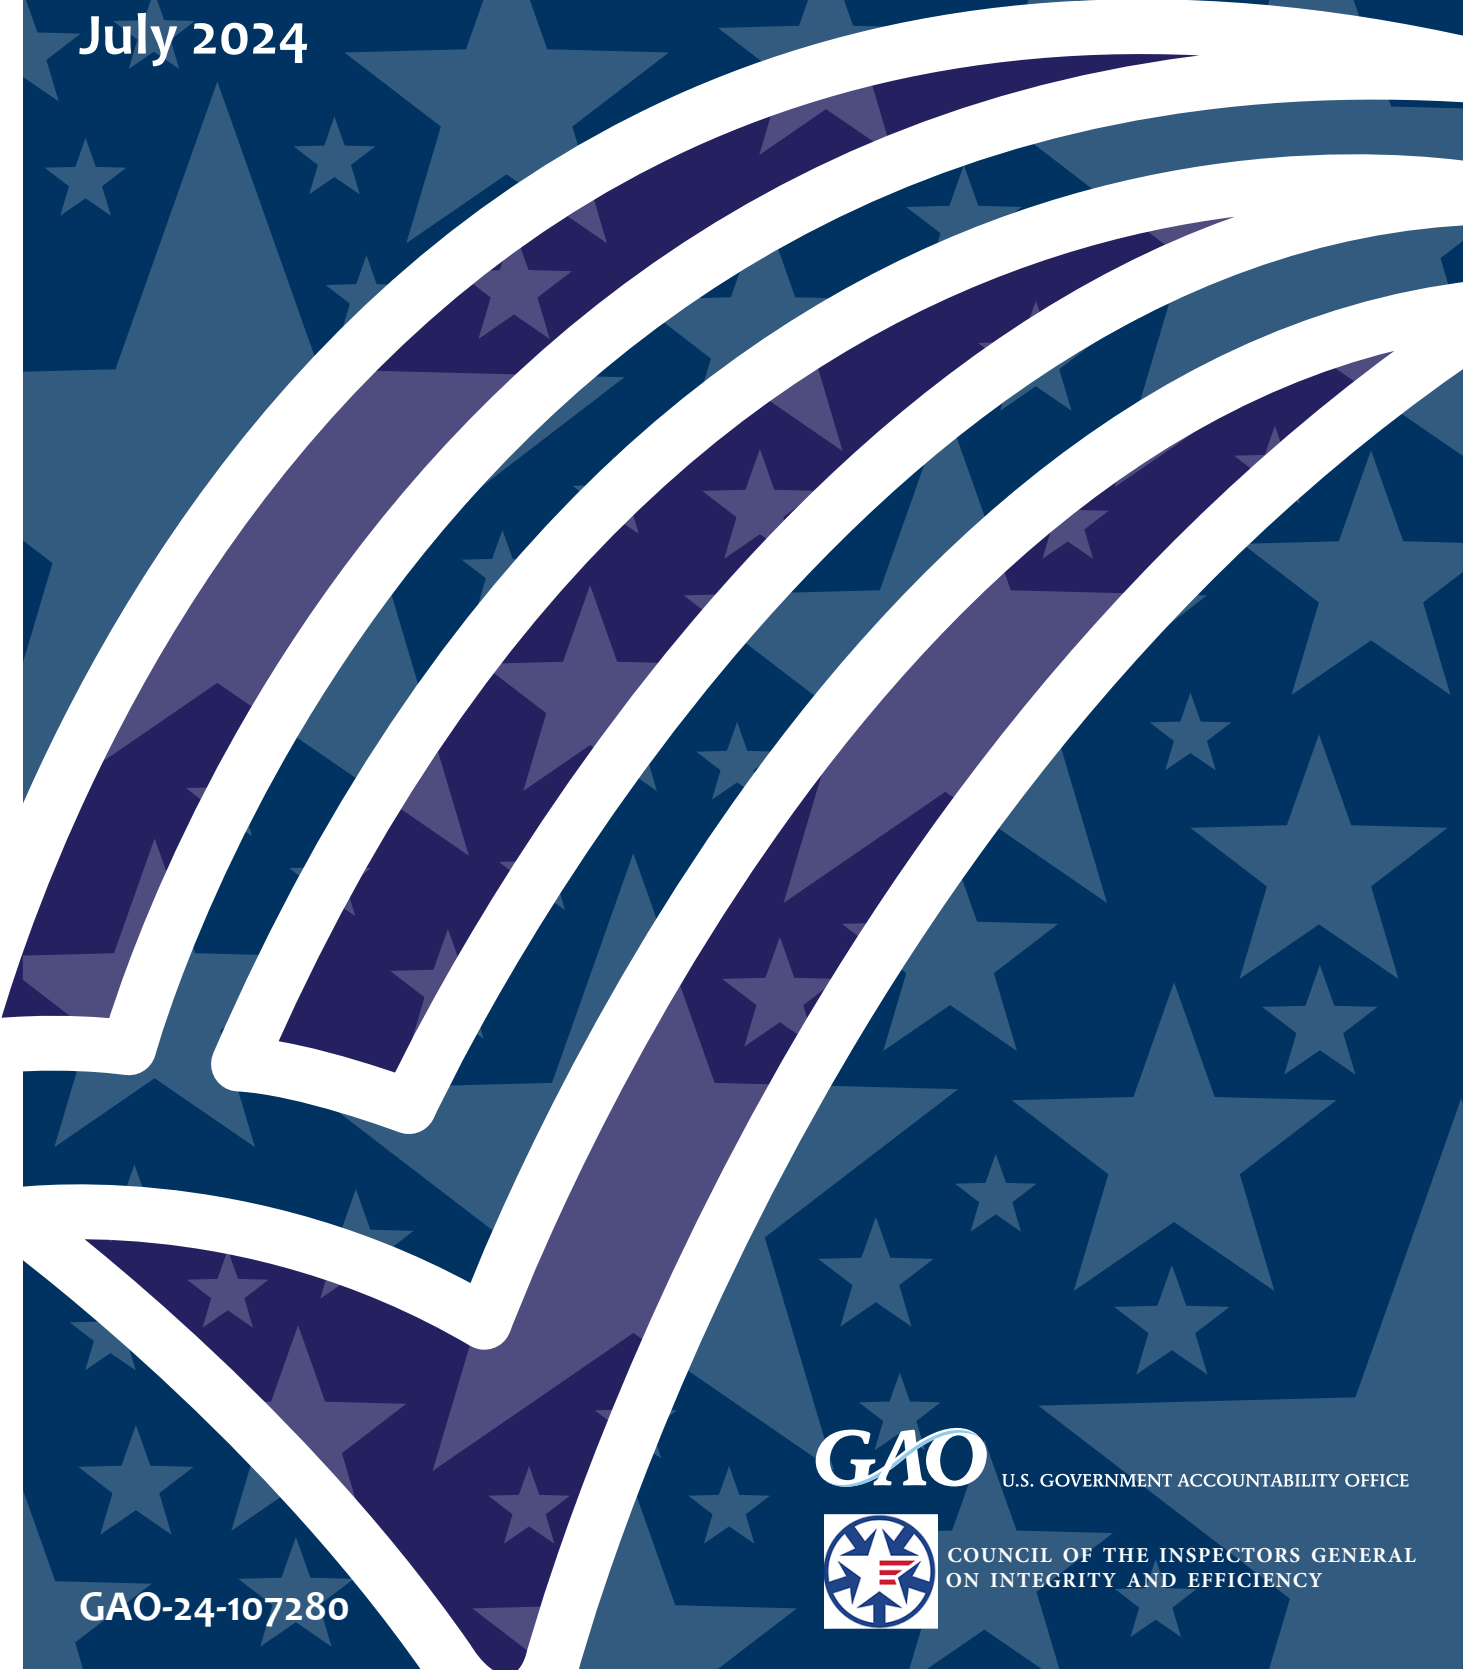 July 2024
GAO
U.S. GOVERNMENT ACCOUNTABILITY OFFICE
COUNCIL OF THE INSPECTORS GENERAL
ON INTEGRITY AND EFFICIENCY
GAO-24-107280